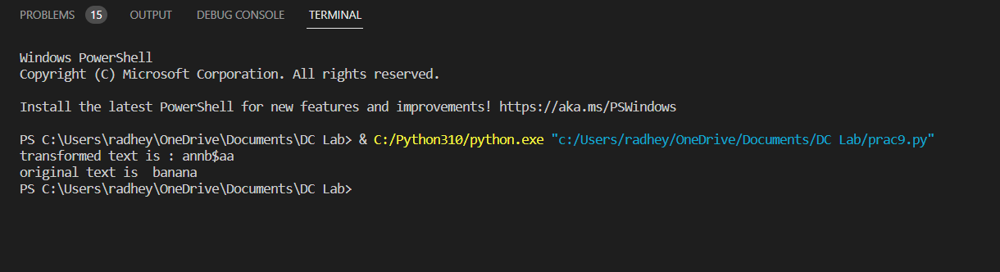 PROBLEMS 15 OUTPUT DEBUG CONSOLE TERMINAL
Windows PowerShell
Copyright (C) Microsoft Corporation. All rights reserved.
Install the latest PowerShell for new features and improvements! https://aka.ms/PSWindows
PS C:\Users\radhey\OneDrive\Documents\DC Lab> & C:/Python310/python.exe "c:/Users/radhey/OneDrive/Documents/DC Lab/prac9.py"
transformed text is : annb$aa
original text is  banana
PS C:\Users\radhey\OneDrive\Documents\DC Lab>